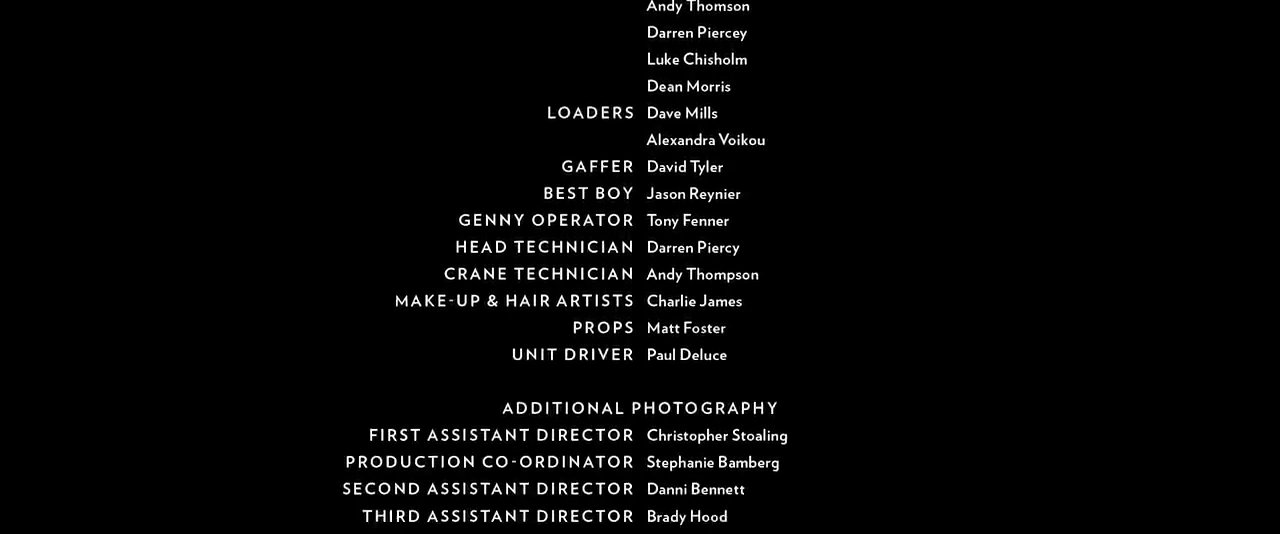 Andy Thomson
Darren Piercey
Luke Chisholm
Dean Morris
LOADERS Dave Mills
Alexandra Voikou
GAFFER David Tyler
BEST BOY Jason Reynier
GENNY OPERATOR Tony Fenner
HEAD TECHNICIAN Darren Piercy
CRANE TECHNICIAN Andy Thompson
MAKE-UP & HAIR ARTISTS Charlie James
PROPS Matt Foster
UNIT DRIVER Paul Deluce
ADDITIONAL PHOTOGRAPHY
FIRST ASSISTANT DIRECTOR Christopher Stoaling
PRODUCTION CO-ORDINATOR Stephanie Bamberg
SECOND ASSISTANT DIRECTOR Danni Bennett
THIRD ASSISTANT DIRECTOR Brady Hood